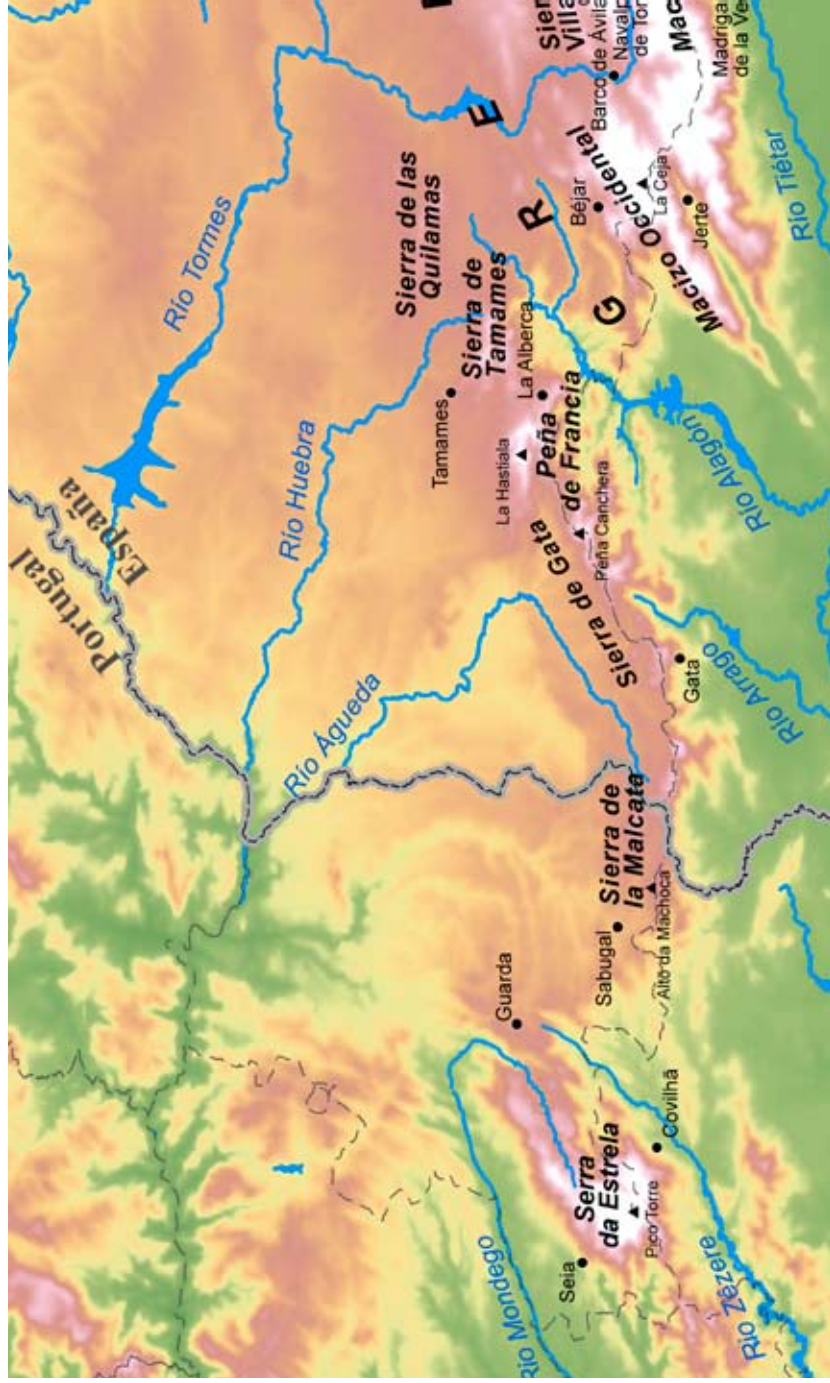 Portugal
España
Río Tormes
Río Huebra
Río Águeda
Sierra de las
Quilamas
Sierra de
Tamames
Tamames
La Hastiala
La Alberca
Peña
de Francia
Peña Canchera
Sierra de Gata
Gata
Río Arrago
Río Alagón
G
R
E
Béjar
Macizo Occidental
La Ceja
Jerte
Barco de Ávila
Río Tiétar
Sierra de
la Malcata
Sabugal
Alto da Machoca
Guarda
Covilhã
Serra
da Estrela
Pico Torre
Seia
Río Mondego
Río Zézere